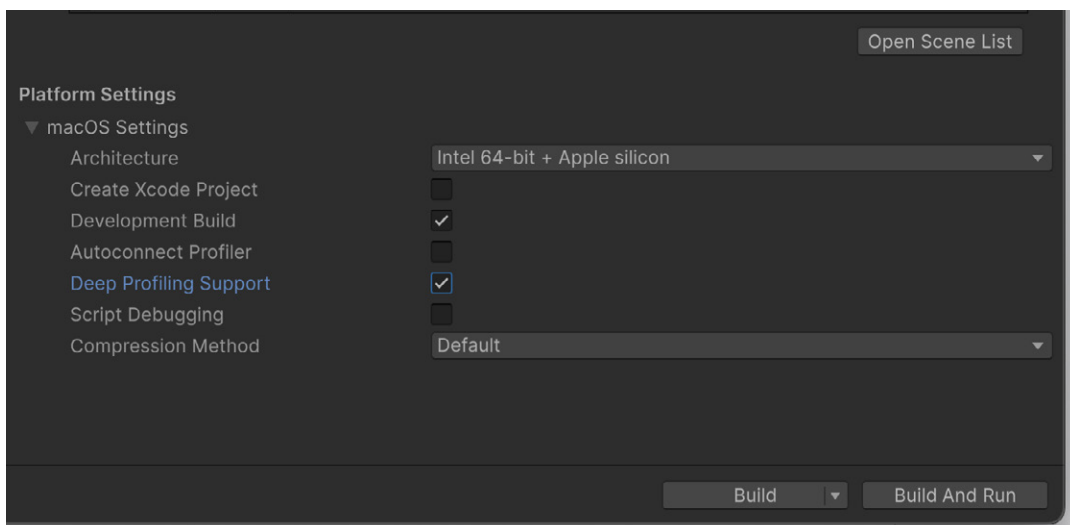 Open Scene List
Platform Settings
macOS Settings
Architecture Intel 64-bit + Apple silicon
Create Xcode Project
Development Build
Autoconnect Profiler
Deep Profiling Support
Script Debugging
Compression Method Default
Build Build And Run